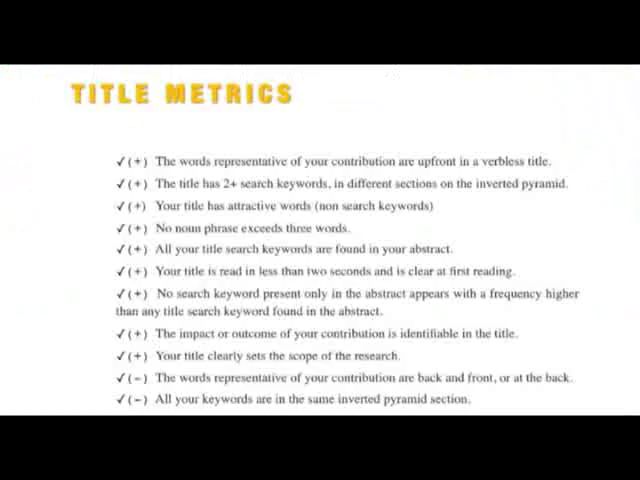 TITLE METRICS
✓(+) The words representative of your contribution are upfront in a verbless title.
✓(+) The title has 2+ search keywords, in different sections on the inverted pyramid.
✓(+) Your title has attractive words (non search keywords)
✓(+) No noun phrase exceeds three words.
✓(+) All your title search keywords are found in your abstract.
✓(+) Your title is read in less than two seconds and is clear at first reading.
✓(+) No search keyword present only in the abstract appears with a frequency higher
than any title search keyword found in the abstract.
✓(+) The impact or outcome of your contribution is identifiable in the title.
✓(+) Your title clearly sets the scope of the research.
✓(−) The words representative of your contribution are back and front, or at the back.
✓(−) All your keywords are in the same inverted pyramid section.